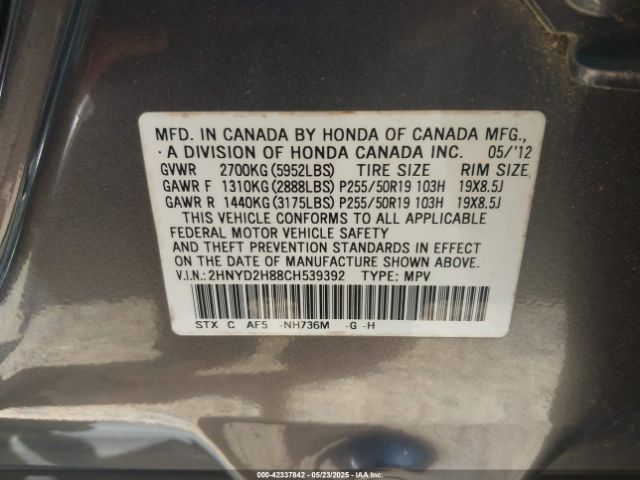 MFD. IN CANADA BY HONDA OF CANADA MFG.,
A DIVISION OF HONDA CANADA INC. 05/'12
GVWR 2700KG(5952LBS) TIRE SIZE RIM SIZE
GAWR F 1310KG(2888LBS) P255/50R19 103H 19X8.5J
GAWR R 1440KG(3175LBS) P255/50R19 103H 19X8.5J
THIS VEHICLE CONFORMS TO ALL APPLICABLE
FEDERAL MOTOR VEHICLE SAFETY
AND THEFT PREVENTION STANDARDS IN EFFECT
ON THE DATE OF MANUFACTURE SHOWN ABOVE.
V.I.N: 2HNYD2H88CH539392 TYPE: MPV
STX C AF5 -NH736M -G -H
000-42337842 - 05/23/2025 - IAA Inc.